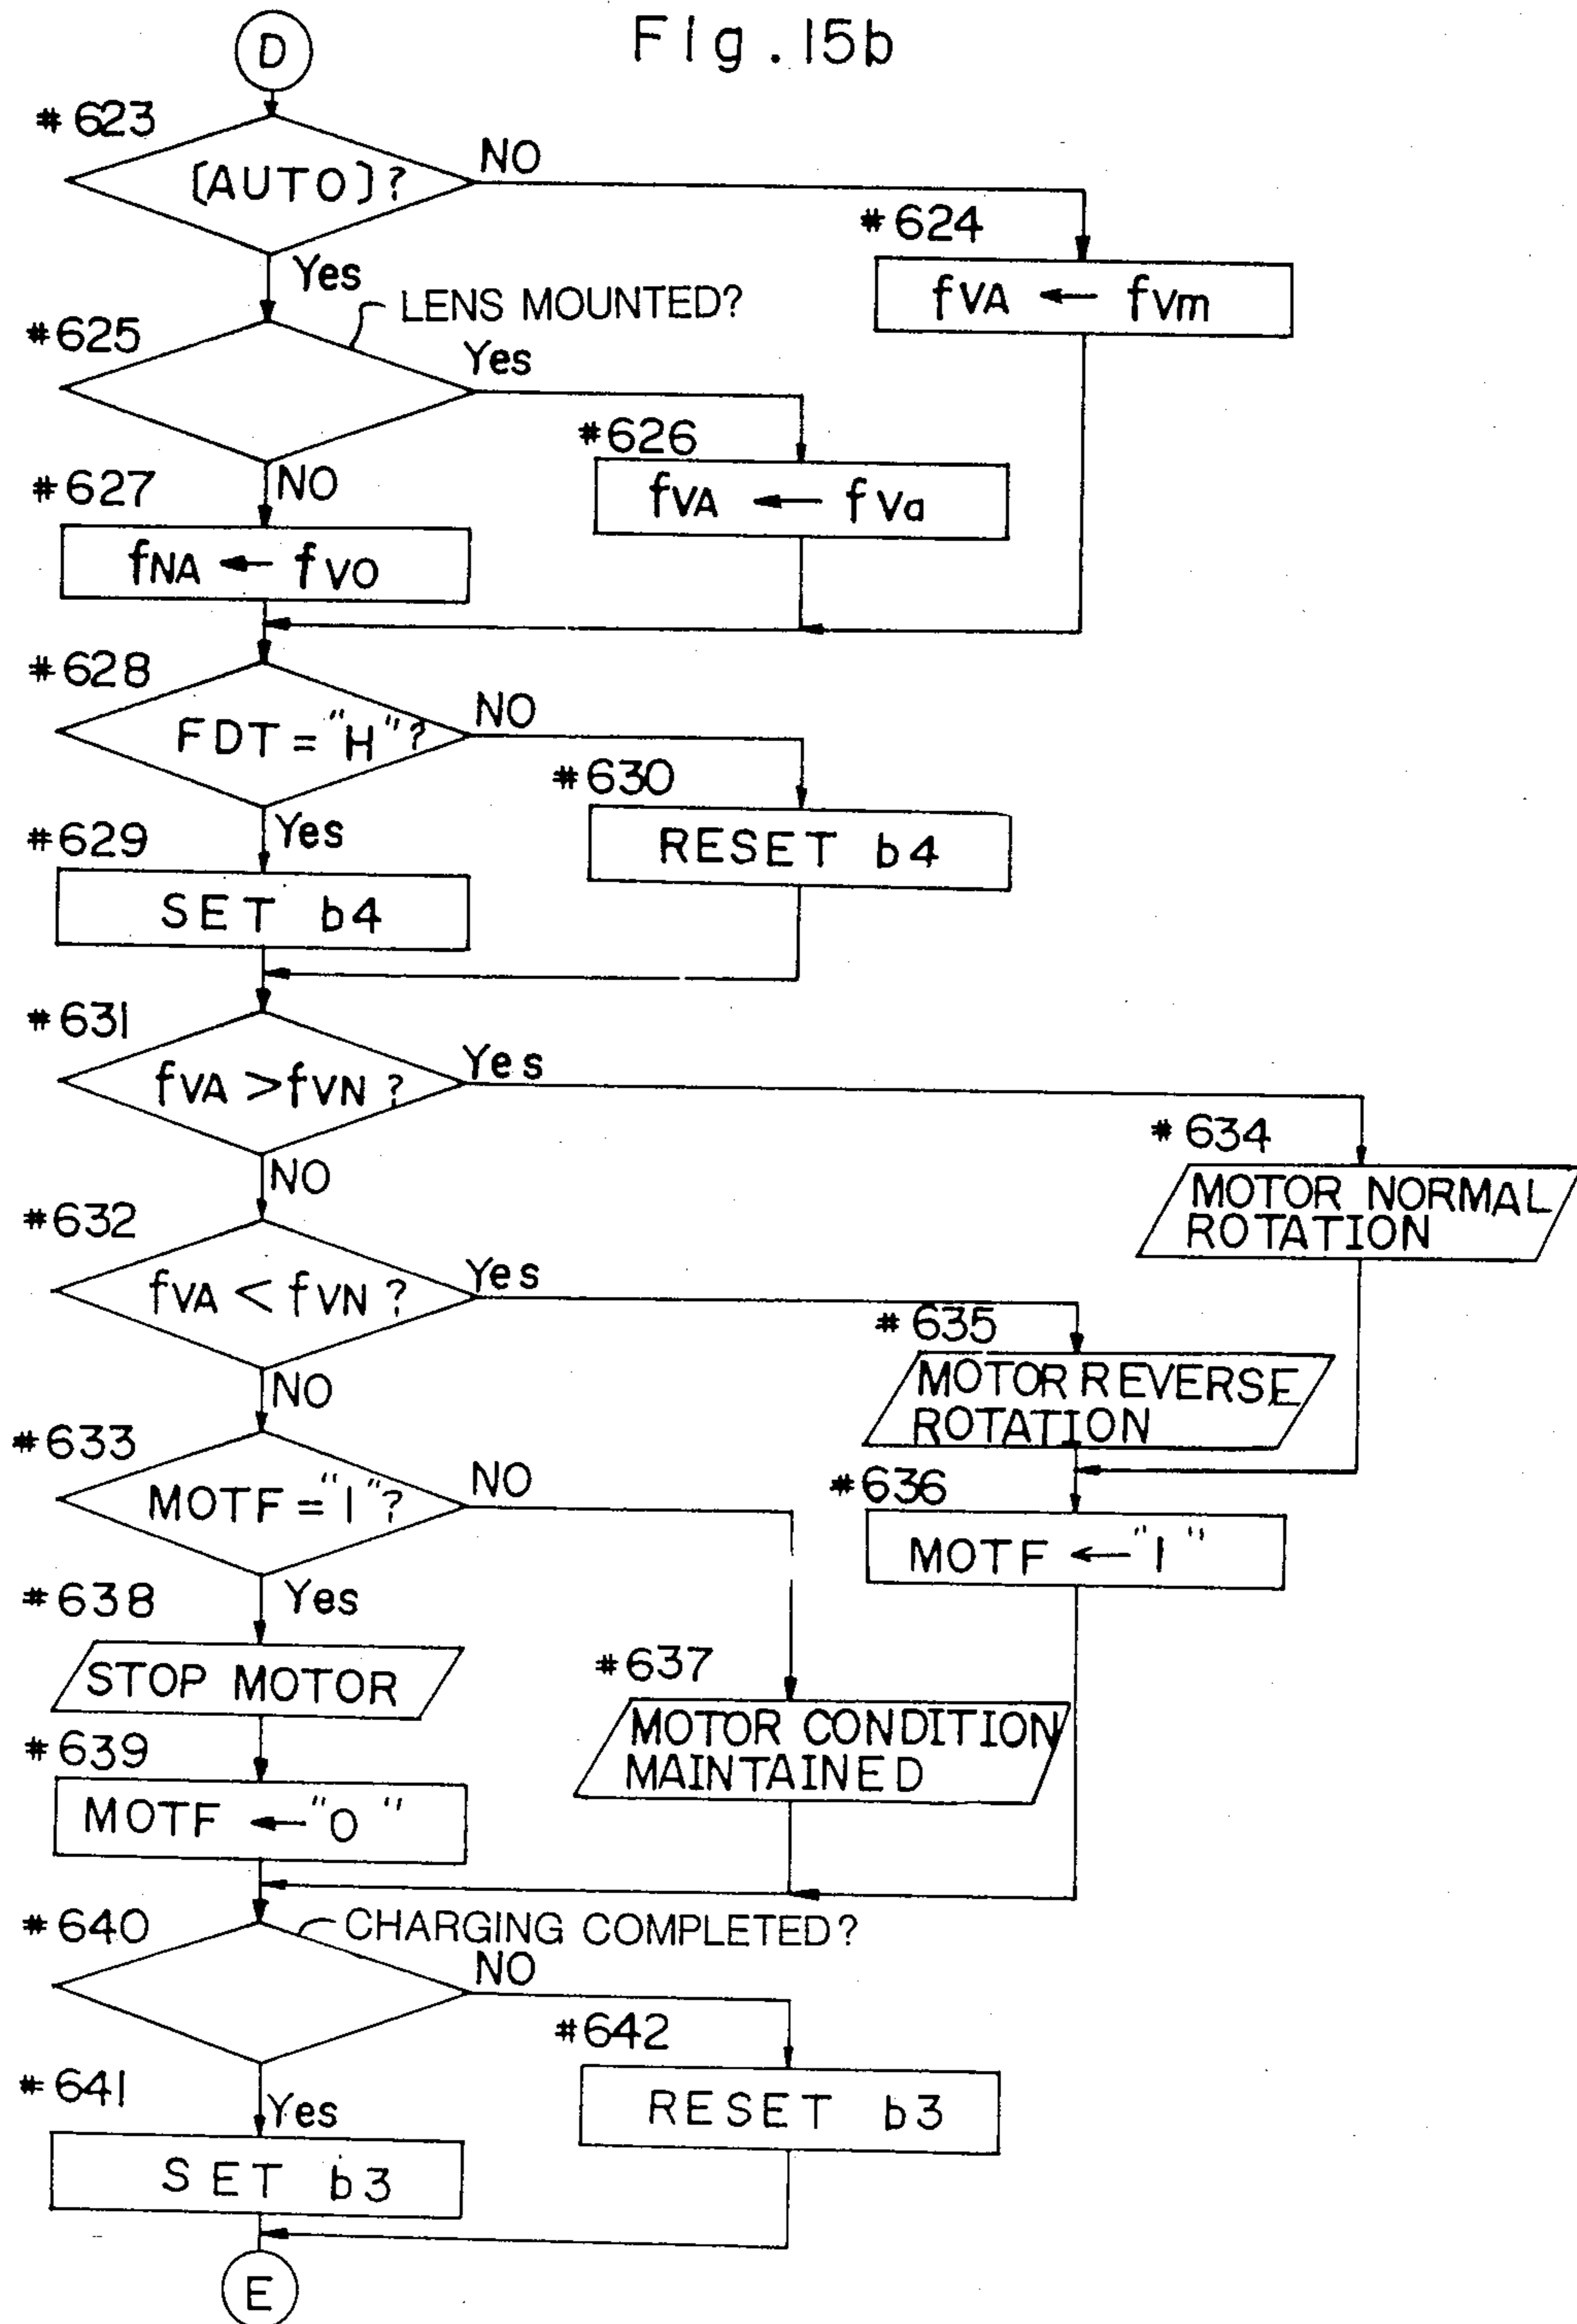 Fig. 15b
D
#623
[AUTO]?
NO
Yes
#624
fVA ← fVm
LENS MOUNTED?
#625
Yes
NO
#626
fVA ← fVa
#627
fNA ← fVO
#628
FDT = "H"?
NO
Yes
#630
RESET b4
#629
SET b4
#631
fVA > fVN ?
Yes
NO
#634
MOTOR NORMAL
ROTATION
#632
fVA < fVN ?
Yes
NO
#635
MOTOR REVERSE
ROTATION
#633
MOTF = "1"?
NO
Yes
#636
MOTF ← "1"
#638
STOP MOTOR
#637
MOTOR CONDITION
MAINTAINED
#639
MOTF ← "0"
#640
CHARGING COMPLETED?
NO
Yes
#642
RESET b3
#641
SET b3
E